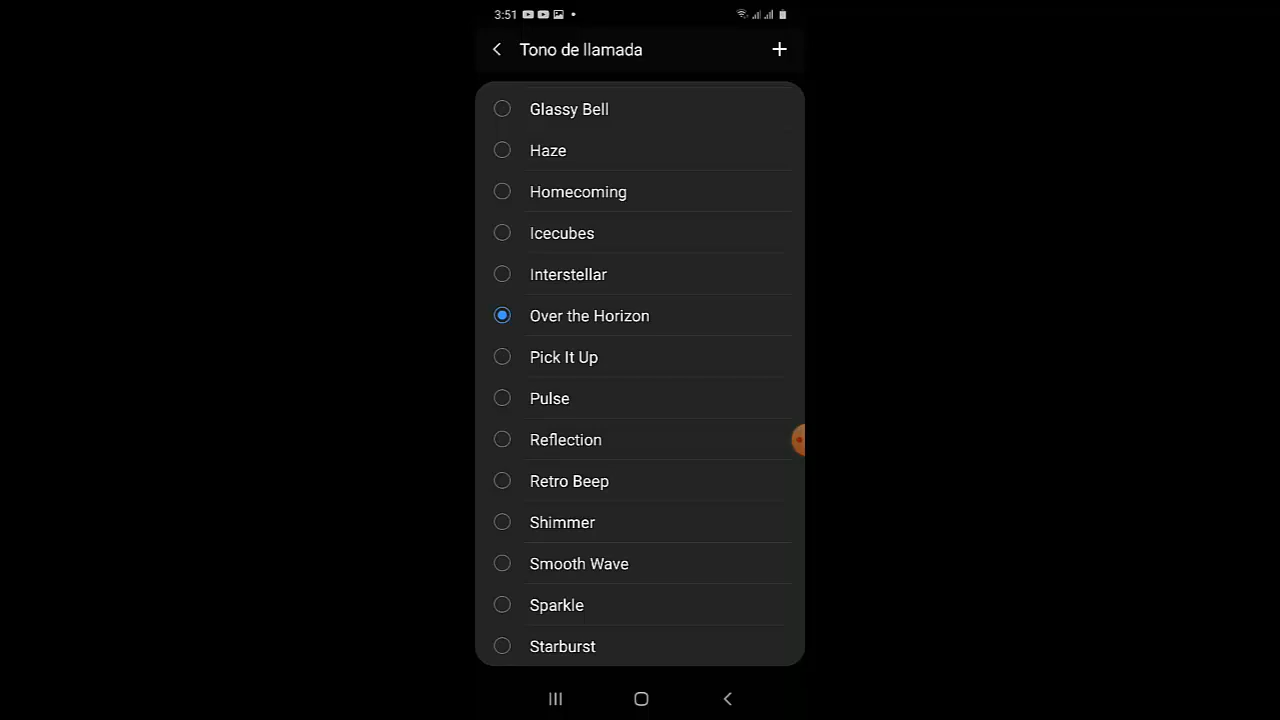 3:51
Tono de llamada
Glassy Bell
Haze
Homecoming
Icecubes
Interstellar
Over the Horizon
Pick It Up
Pulse
Reflection
Retro Beep
Shimmer
Smooth Wave
Sparkle
Starburst